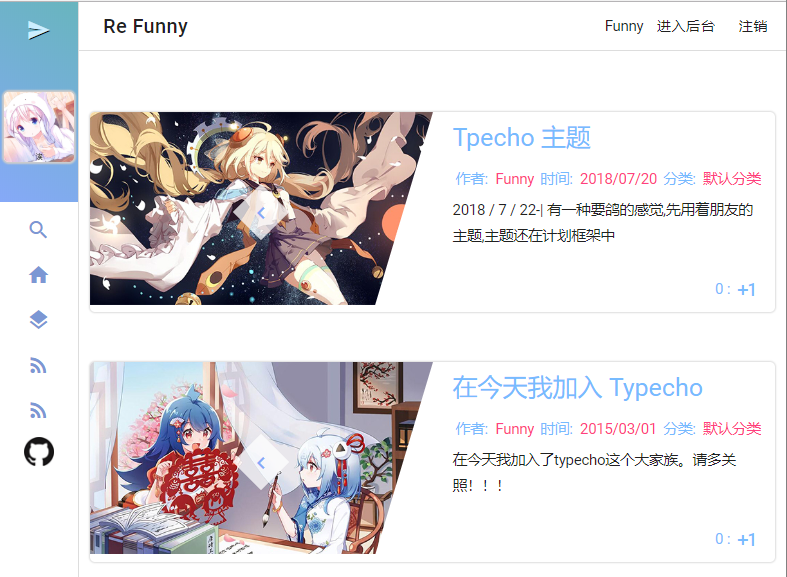 Re Funny
Funny 进入后台 注销
Tpecho 主题
作者: Funny 时间: 2018/07/20 分类: 默认分类
2018 / 7 / 22-| 有一种要鸽的感觉,先用着朋友的
主题,主题还在计划框架中
0 : +1
在今天我加入 Typecho
作者: Funny 时间: 2015/03/01 分类: 默认分类
在今天我加入了typecho这个大家族。请多关
照！！！
0 : +1
囍